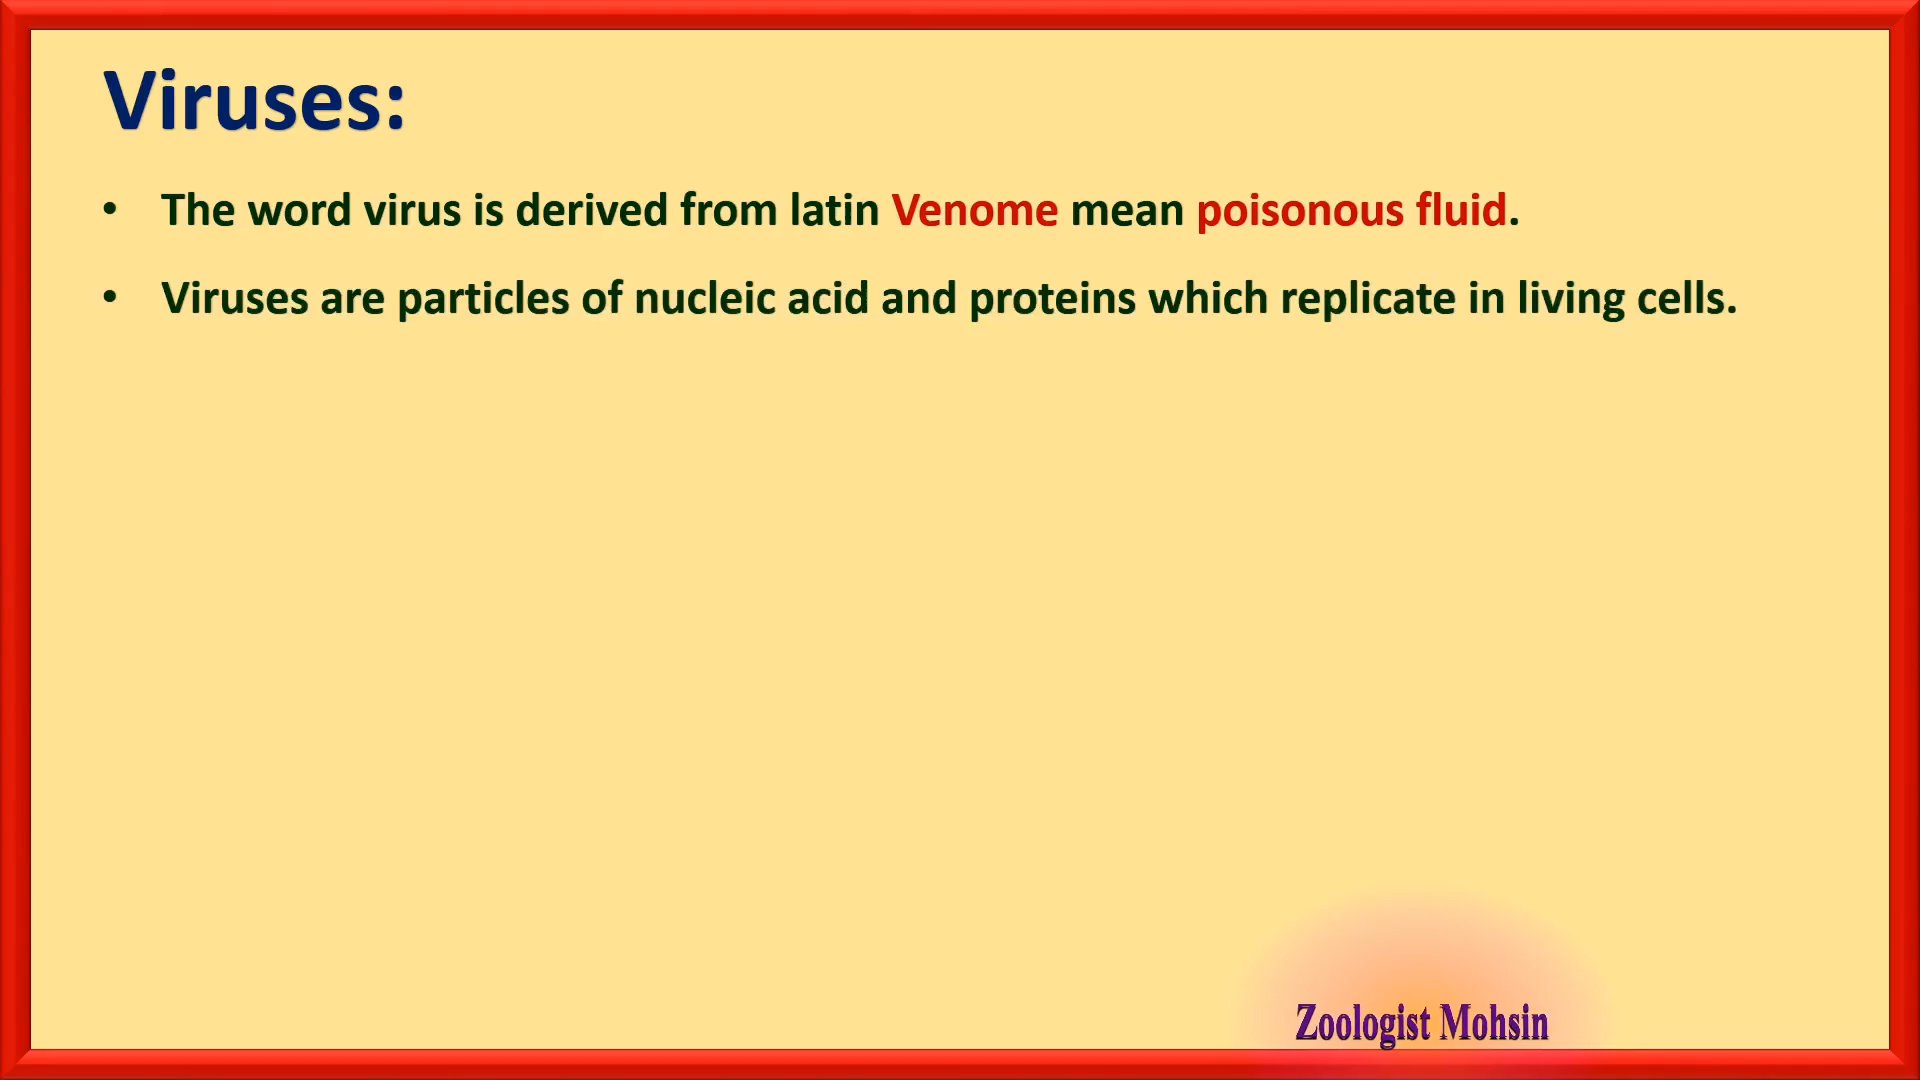 Viruses:
• The word virus is derived from latin Venome mean poisonous fluid.
• Viruses are particles of nucleic acid and proteins which replicate in living cells.
Zoologist Mohsin